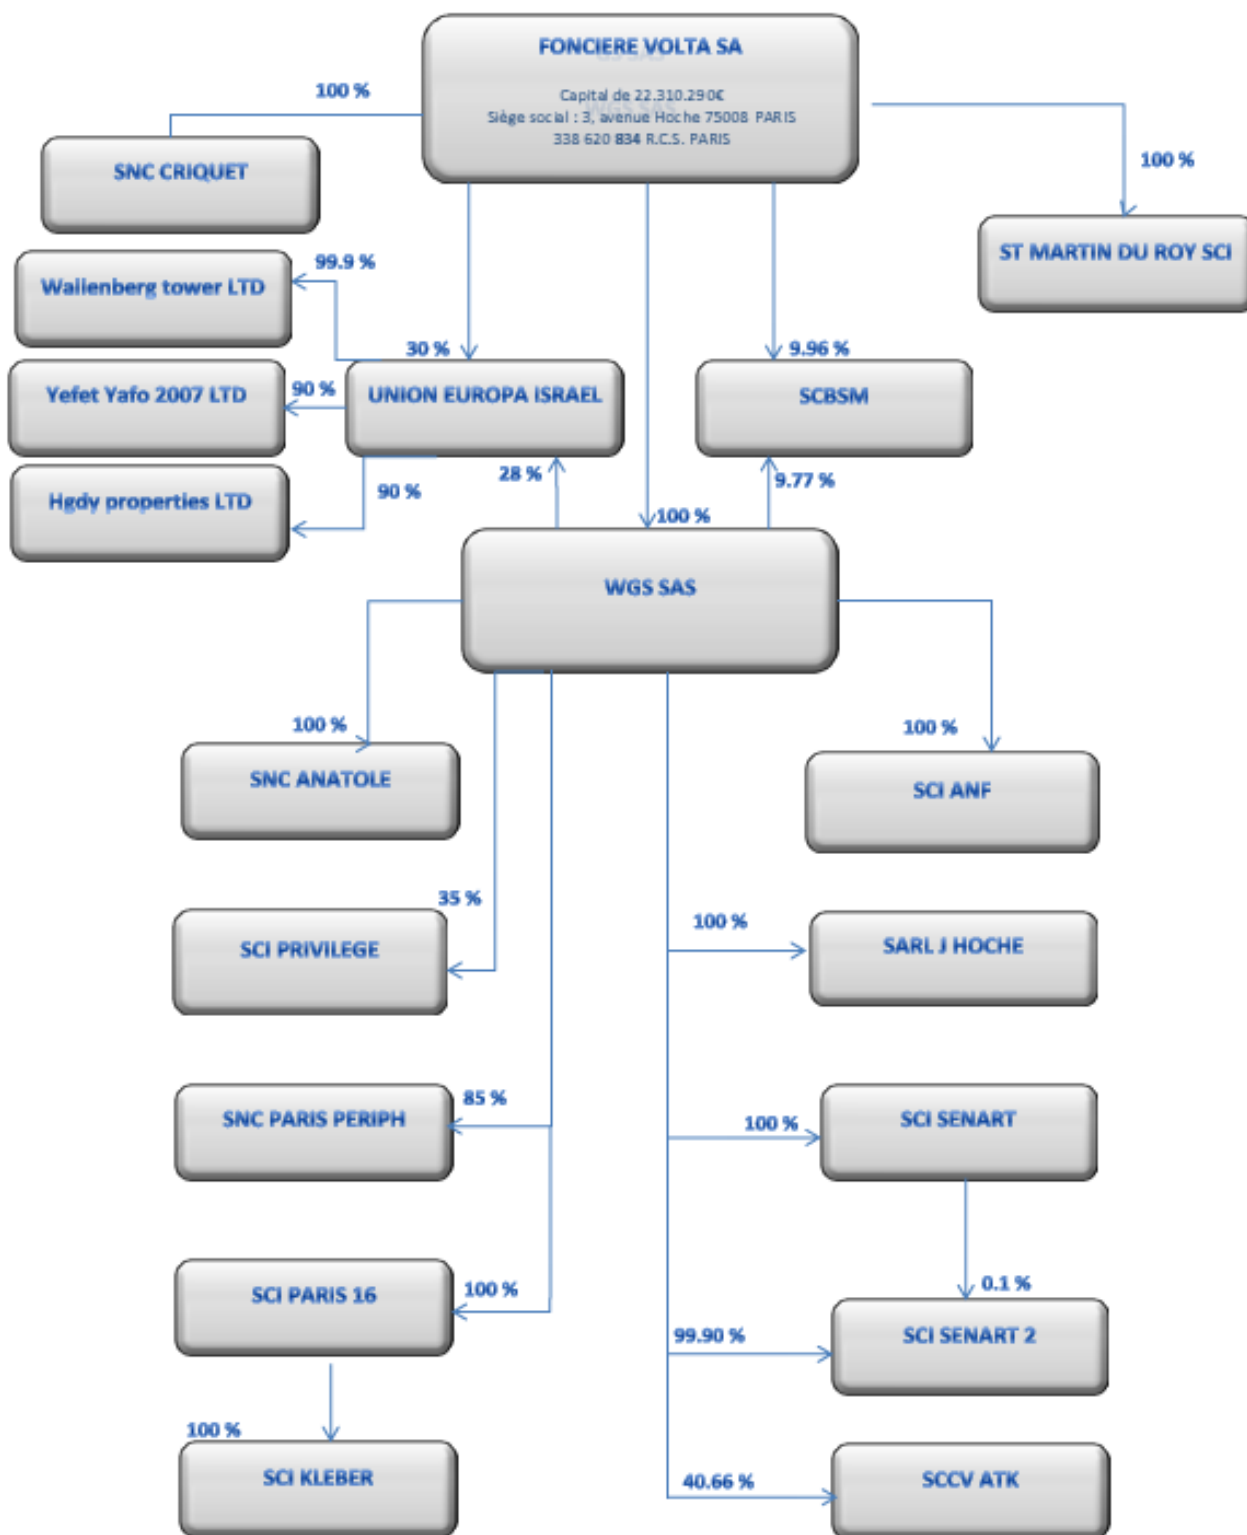 FONCIERE VOLTA SA
GS SAS
WGS SAS
Capital de 22.310.290€
Siège social : 3, avenue Hoche 75008 PARIS
338 620 834 R.C.S. PARIS
100 %
SNC CRIQUET
100 %
ST MARTIN DU ROY SCI
99.9 %
Wallenberg tower LTD
30 %
9.96 %
90 %
Yefet Yafo 2007 LTD
UNION EUROPA ISRAEL
SCBSM
28 %
9.77 %
90 %
Hgdy properties LTD
100 %
WGS SAS
100 %
SNC ANATOLE
100 %
SCI ANF
35 %
SCI PRIVILEGE
100 %
SARL J HOCHE
85 %
SNC PARIS PERIPH
100 %
SCI SENART
100 %
SCI PARIS 16
0.1 %
99.90 %
SCI SENART 2
100 %
SCI KLEBER
40.66 %
SCCV ATK